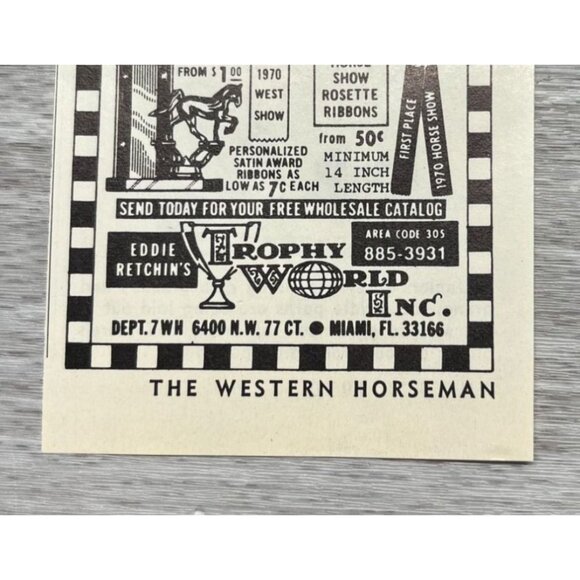 FROM $1.00
1970
WEST
SHOW
HORSE
SHOW
ROSETTE
RIBBONS
from 50¢
MINIMUM
14 INCH
LENGTH
FIRST PLACE
1970 HORSE SHOW
PERSONALIZED
SATIN AWARD
RIBBONS AS
LOW AS 7¢ EACH
SEND TODAY FOR YOUR FREE WHOLESALE CATALOG
EDDIE
RETCHIN'S
TROPHY
WORLD
INC.
AREA CODE 305
885-3931
DEPT. 7WH 6400 N.W. 77 CT. ● MIAMI, FL. 33166
THE WESTERN HORSEMAN